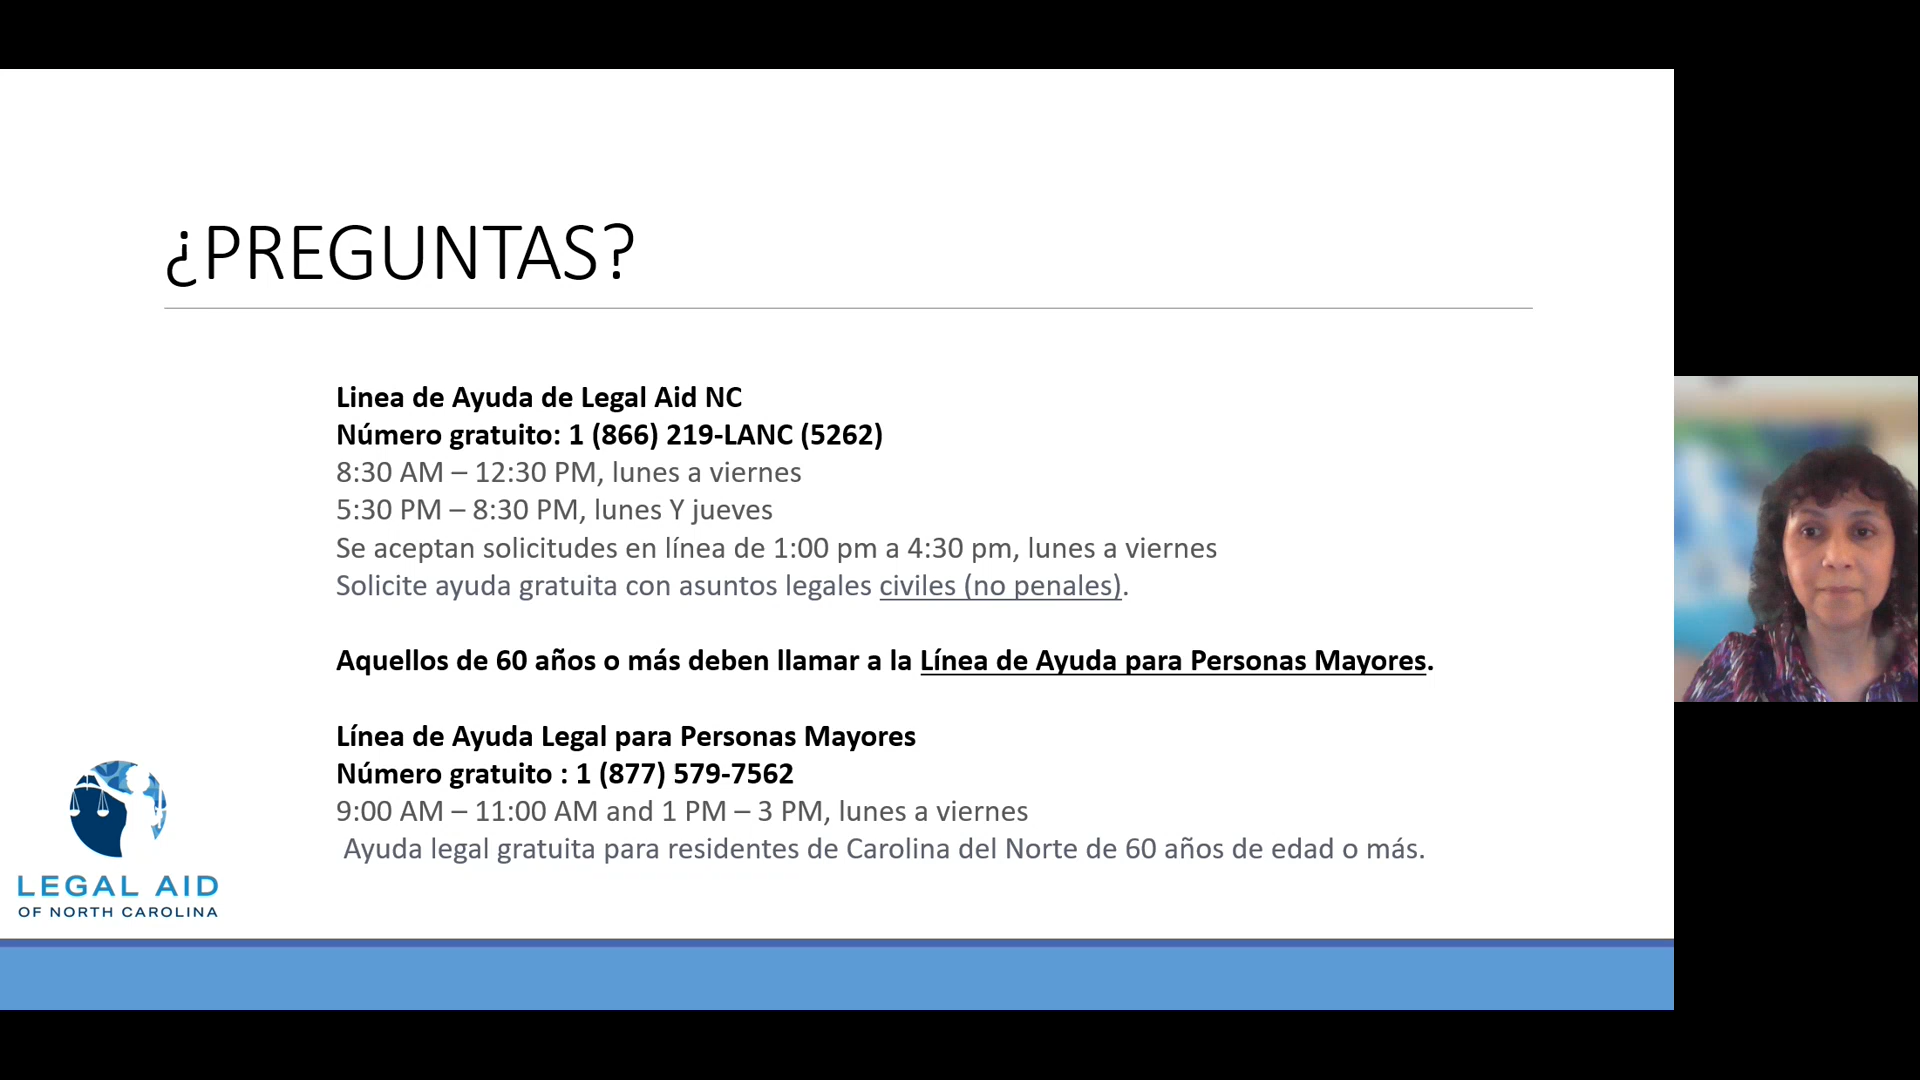 ¿PREGUNTAS?
Linea de Ayuda de Legal Aid NC
Número gratuito: 1 (866) 219-LANC (5262)
8:30 AM – 12:30 PM, lunes a viernes
5:30 PM – 8:30 PM, lunes Y jueves
Se aceptan solicitudes en línea de 1:00 pm a 4:30 pm, lunes a viernes
Solicite ayuda gratuita con asuntos legales civiles (no penales).
Aquellos de 60 años o más deben llamar a la Línea de Ayuda para Personas Mayores.
Línea de Ayuda Legal para Personas Mayores
Número gratuito : 1 (877) 579-7562
9:00 AM – 11:00 AM and 1 PM – 3 PM, lunes a viernes
Ayuda legal gratuita para residentes de Carolina del Norte de 60 años de edad o más.
LEGAL AID
OF NORTH CAROLINA